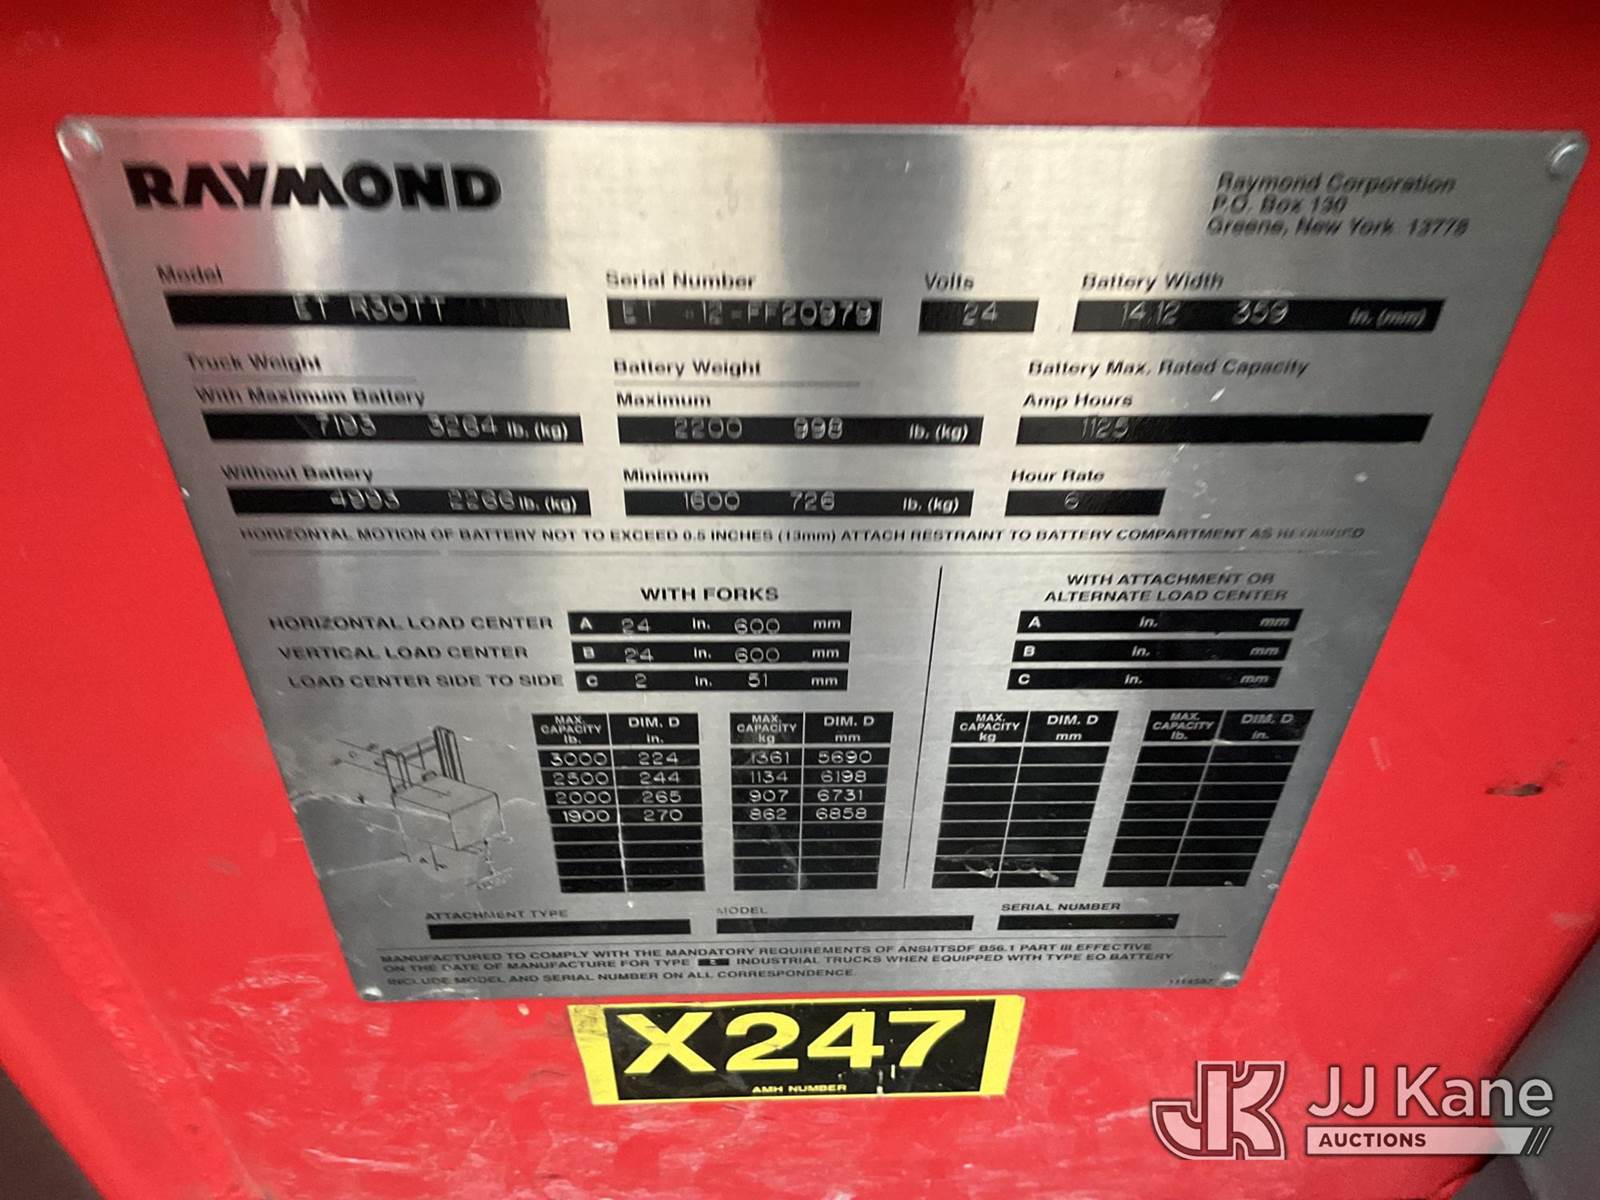 RAYMOND
Raymond Corporation
P.O. Box 130
Greene, New York 13778
Model
ET R30TT
Serial Number
ET -12-FF20979
Volts
24
Battery Width
14.12 359 in. (mm)
Truck Weight
With Maximum Battery
7193 3264 lb. (kg)
Without Battery
4993 2266 lb. (kg)
Battery Weight
Maximum
2200 998 lb. (kg)
Minimum
1600 726 lb. (kg)
Battery Max. Rated Capacity
Amp Hours
1125
Hour Rate
6
HORIZONTAL MOTION OF BATTERY NOT TO EXCEED 0.5 INCHES (13mm) ATTACH RESTRAINT TO BATTERY COMPARTMENT AS REQUIRED
WITH FORKS
HORIZONTAL LOAD CENTER A 24 in. 600 mm
VERTICAL LOAD CENTER B 24 in. 600 mm
LOAD CENTER SIDE TO SIDE C 2 in. 51 mm
WITH ATTACHMENT OR
ALTERNATE LOAD CENTER
A in. mm
B in. mm
C in. mm
MAX. CAPACITY lb. DIM. D in. MAX. CAPACITY kg DIM. D mm
3000 224 1361 5690
2500 244 1134 6198
2000 265 907 6731
1900 270 862 6858
MAX. CAPACITY kg DIM. D mm MAX. CAPACITY lb. DIM. D in.
ATTACHMENT TYPE
MODEL
SERIAL NUMBER
MANUFACTURED TO COMPLY WITH THE MANDATORY REQUIREMENTS OF ANSI/ITSDF B56.1 PART III EFFECTIVE
ON THE DATE OF MANUFACTURE FOR TYPE E INDUSTRIAL TRUCKS WHEN EQUIPPED WITH TYPE EO BATTERY
INCLUDE MODEL AND SERIAL NUMBER ON ALL CORRESPONDENCE.
X247
AMH NUMBER
JK
JJ Kane
AUCTIONS